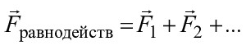 F⃗равнодейств = F⃗1 + F⃗2 + ...